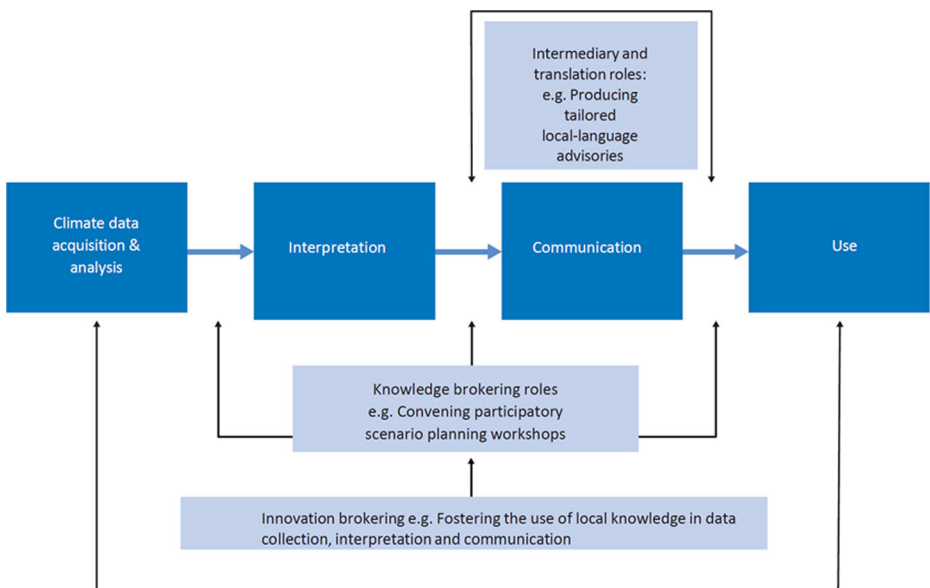 Intermediary and
translation roles:
e.g. Producing
tailored
local-language
advisories
Climate data
acquisition &
analysis
Interpretation
Communication
Use
Knowledge brokering roles
e.g. Convening participatory
scenario planning workshops
Innovation brokering e.g. Fostering the use of local knowledge in data
collection, interpretation and communication